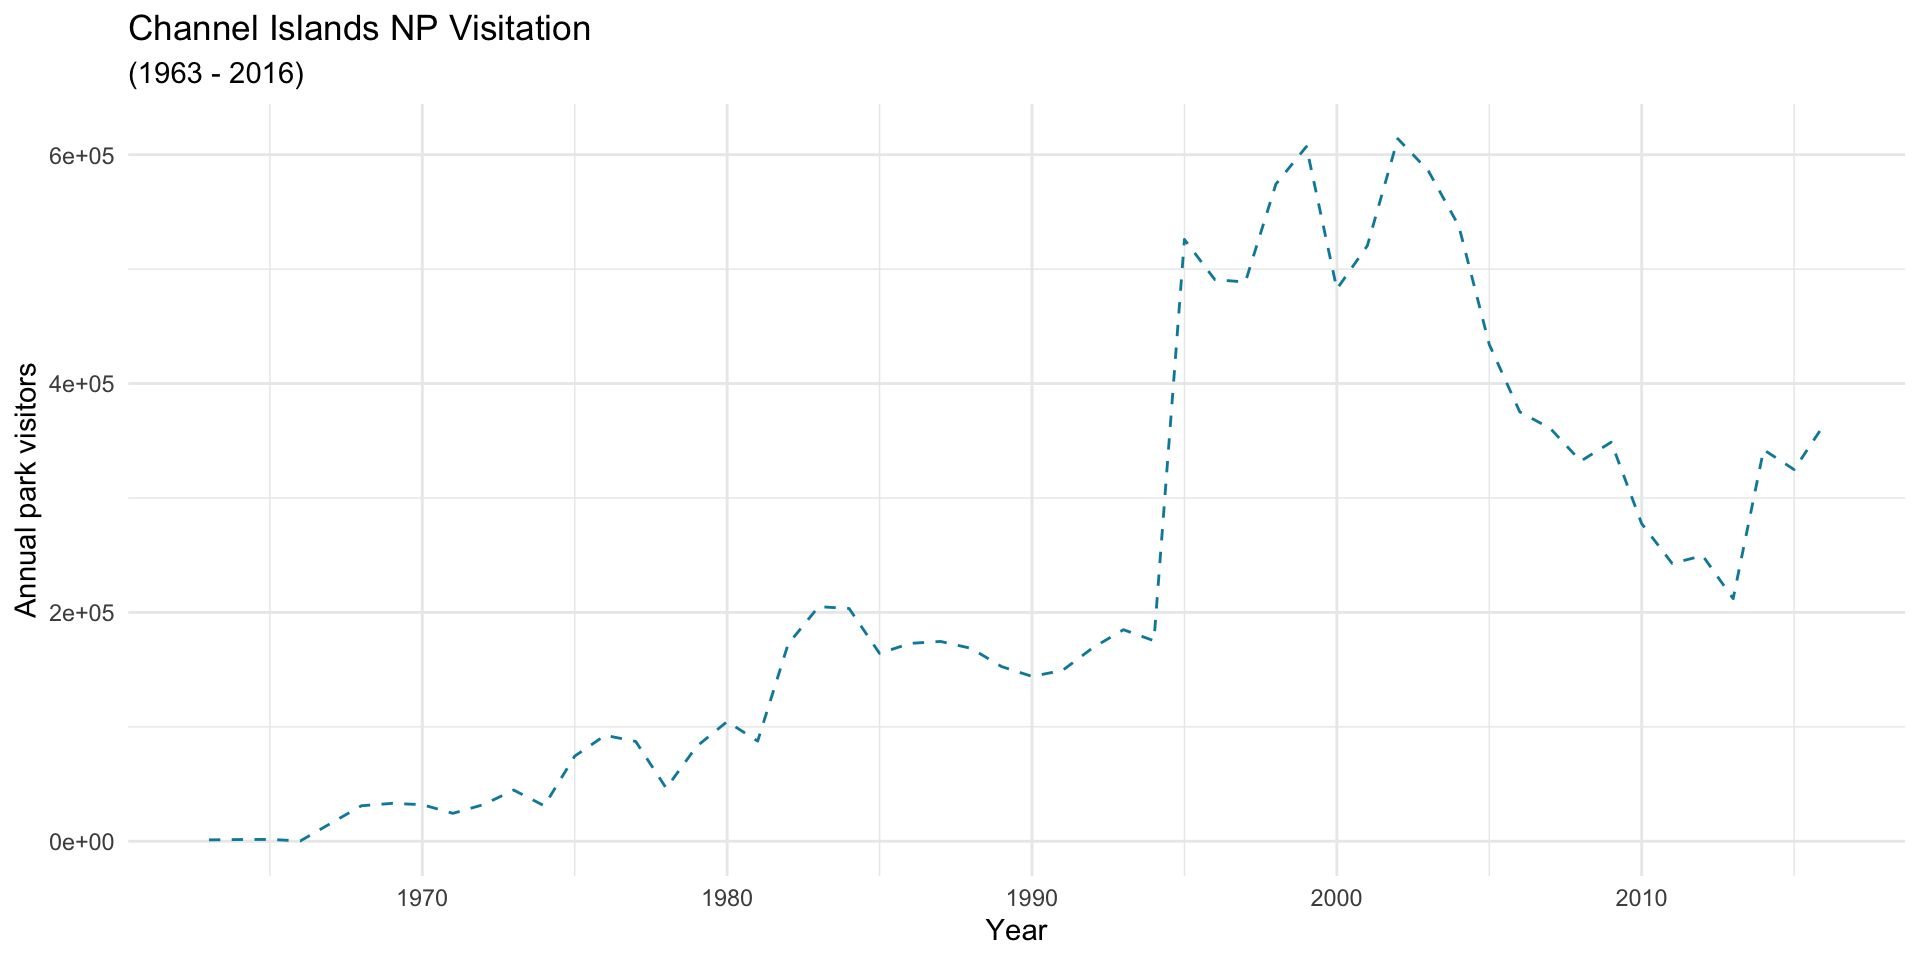 Channel Islands NP Visitation
(1963 - 2016)
6e+05
4e+05
2e+05
0e+00
Annual park visitors
1970 1980 1990 2000 2010
Year